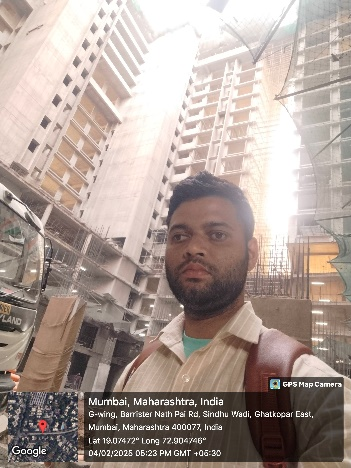 YLAND
GPS Map Camera
Mumbai, Maharashtra, India
G-wing, Barrister Nath Pai Rd, Sindhu Wadi, Ghatkopar East,
Mumbai, Maharashtra 400077, India
Lat 19.07472° Long 72.904746°
04/02/2025 05:23 PM GMT +05:30
Google